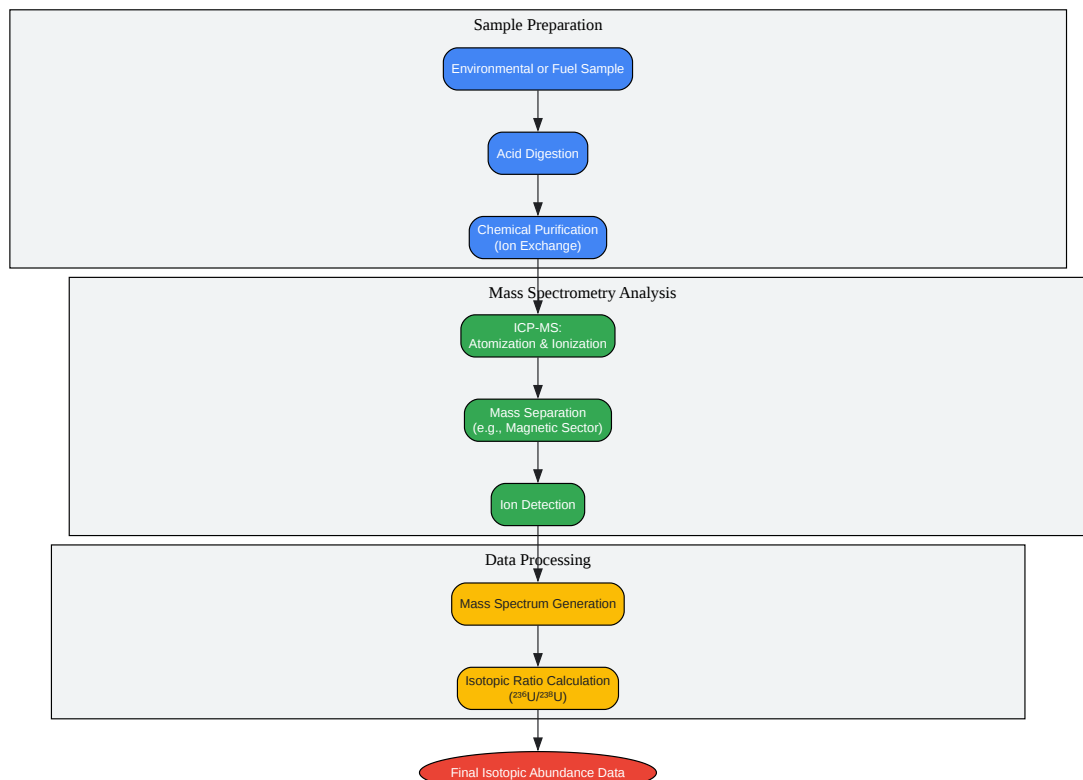 Sample Preparation
Environmental or Fuel Sample
Acid Digestion
Chemical Purification
(Ion Exchange)
Mass Spectrometry Analysis
ICP-MS:
Atomization & Ionization
Mass Separation
(e.g., Magnetic Sector)
Ion Detection
Data Processing
Mass Spectrum Generation
Isotopic Ratio Calculation
(²³⁶U/²³⁸U)
Final Isotopic Abundance Data